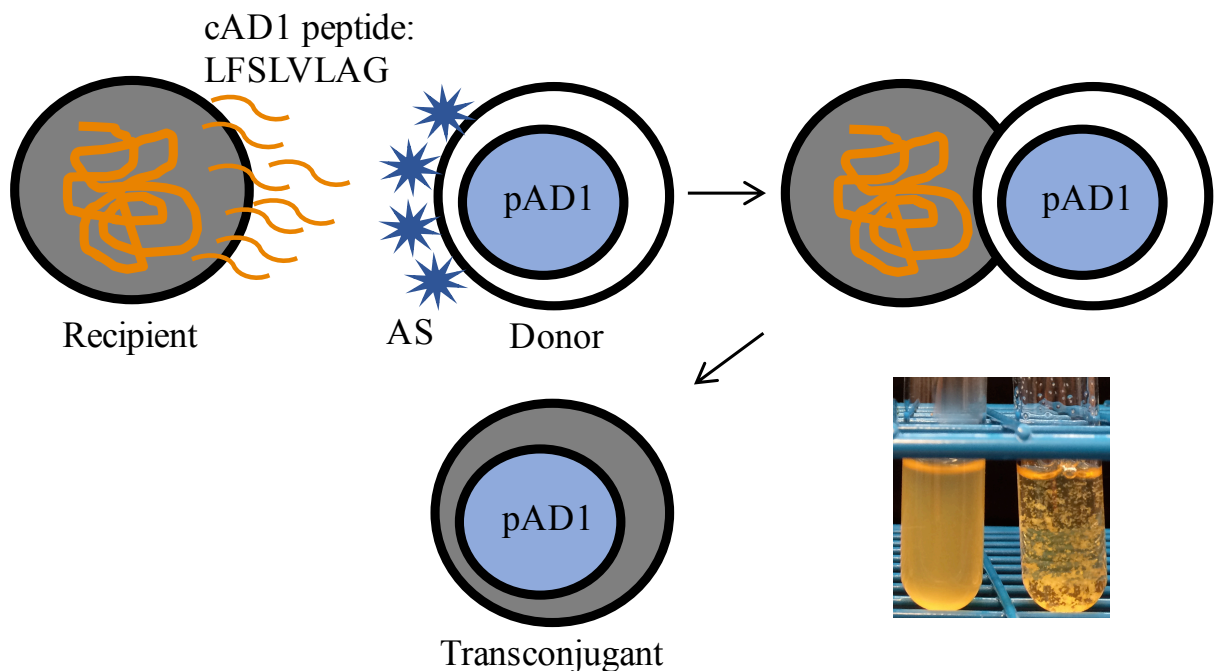 cAD1 peptide:
LFSLVLAG
pAD1
pAD1
Recipient
AS
Donor
pAD1
Transconjugant